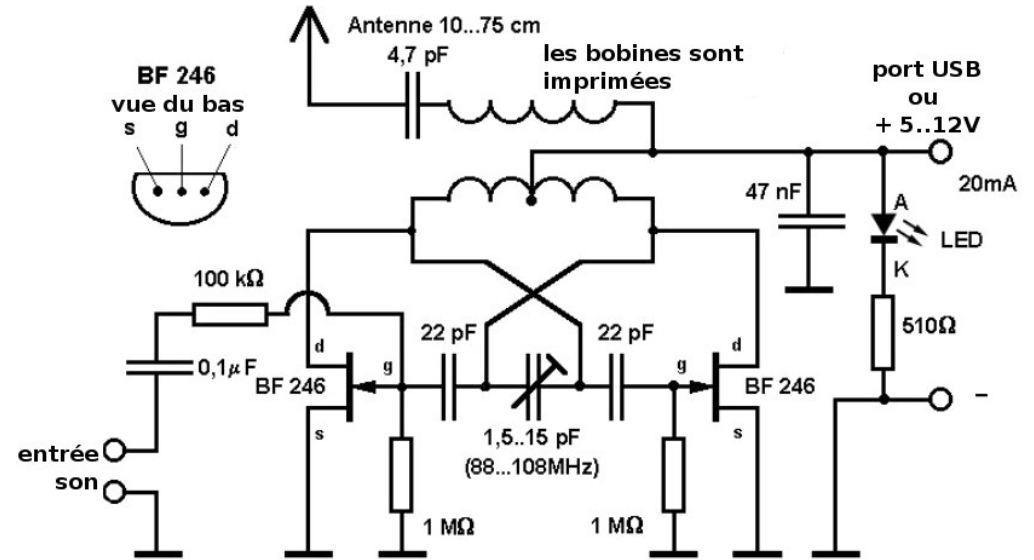 Antenne 10...75 cm
4,7 pF
les bobines sont
imprimées
BF 246
vue du bas
s g d
port USB
ou
+ 5..12V
20mA
47 nF
A
LED
K
510Ω
100 kΩ
0,1µF
22 pF
22 pF
d
g
s
BF 246
g
d
s
BF 246
1,5..15 pF
(88...108MHz)
entrée
son
1 MΩ
1 MΩ
–